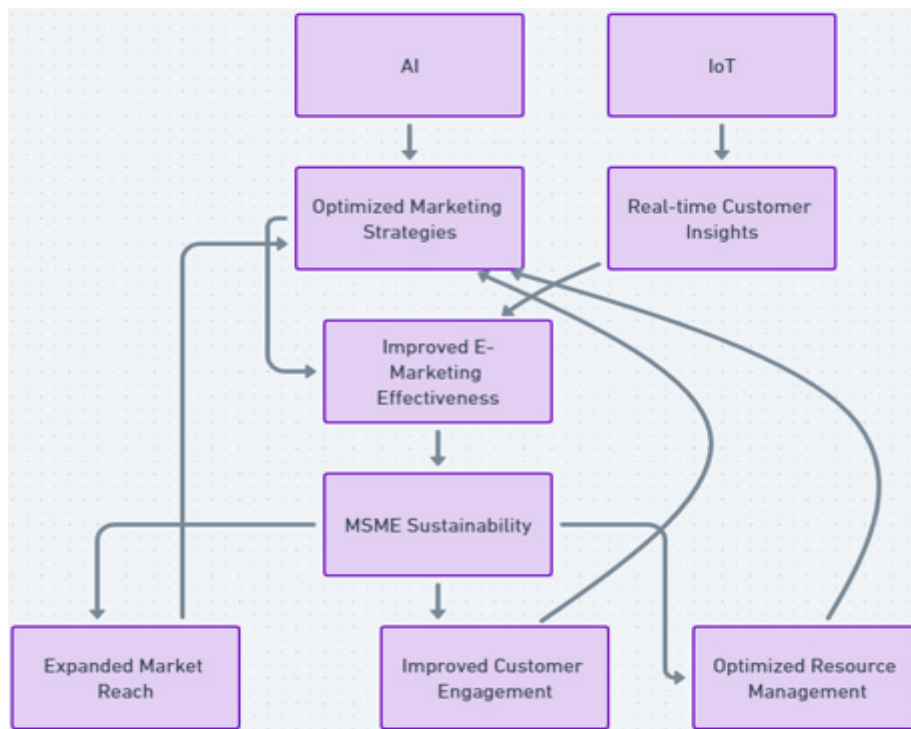 AI
IoT
Optimized Marketing
Strategies
Real-time Customer
Insights
Improved E-
Marketing
Effectiveness
MSME Sustainability
Expanded Market
Reach
Improved Customer
Engagement
Optimized Resource
Management